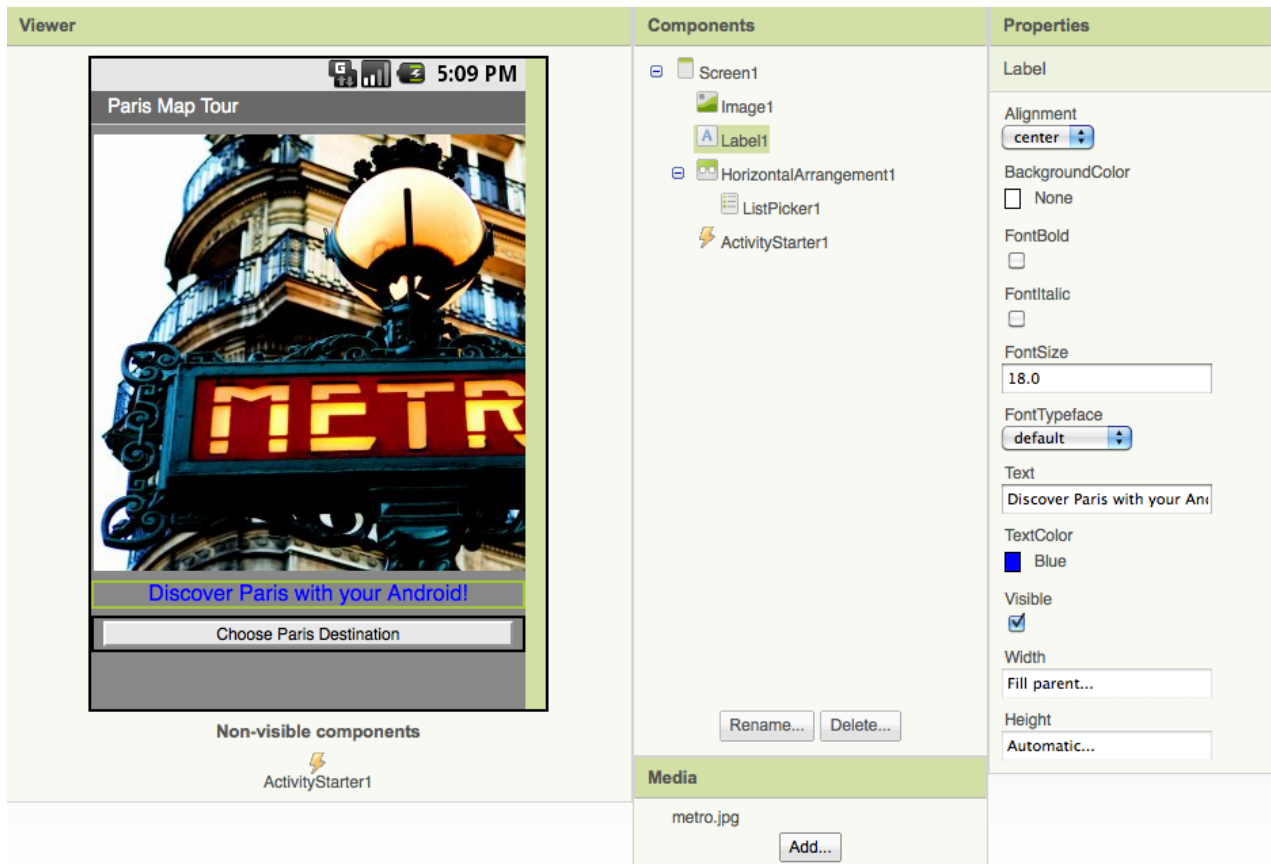 Viewer
5:09 PM
Paris Map Tour
METR
Discover Paris with your Android!
Choose Paris Destination
Non-visible components
ActivityStarter1
Components
Screen1
Image1
Label1
HorizontalArrangement1
ListPicker1
ActivityStarter1
Rename...
Delete...
Media
metro.jpg
Add...
Properties
Label
Alignment
center
BackgroundColor
None
FontBold
FontItalic
FontSize
18.0
FontTypeface
default
Text
Discover Paris with your An
TextColor
Blue
Visible
Width
Fill parent...
Height
Automatic...